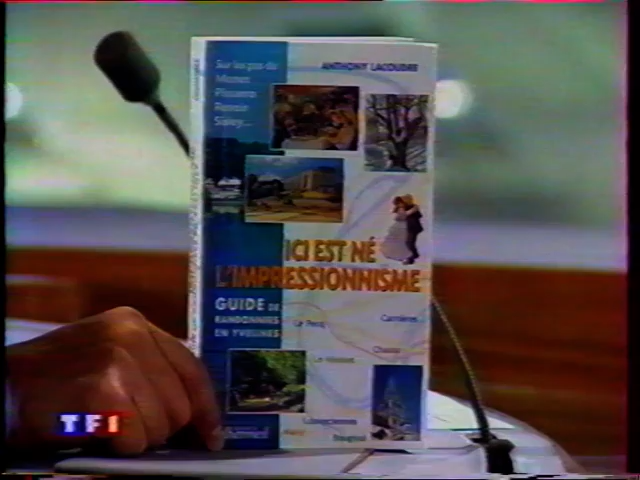 Sur les pas de
Monet
Pissarro
Renoir
Sisley...
ANTHONY LACOUDRE
ICI EST NÉ
L'IMPRESSIONNISME
GUIDE DE
RANDONNÉES
EN YVELINES
Le Pecq
Carrières
Chatou
Louveciennes
Bougival
TF1